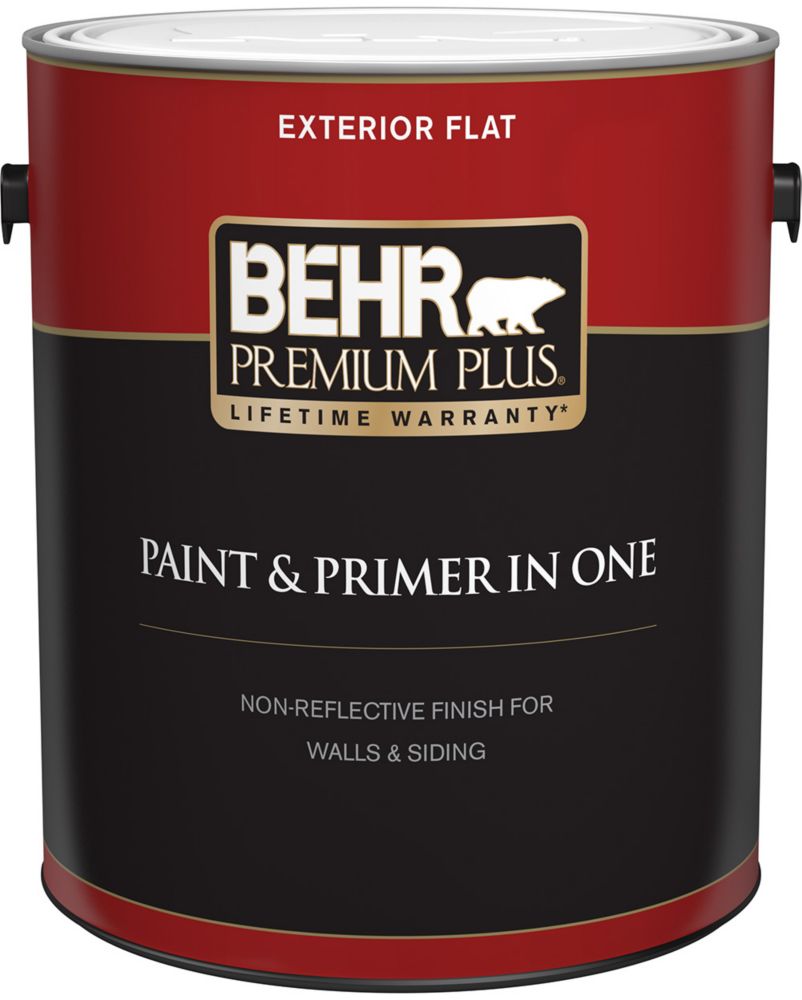 EXTERIOR FLAT
BEHR
PREMIUM PLUS®
LIFETIME WARRANTY*
PAINT & PRIMER IN ONE
NON-REFLECTIVE FINISH FOR
WALLS & SIDING